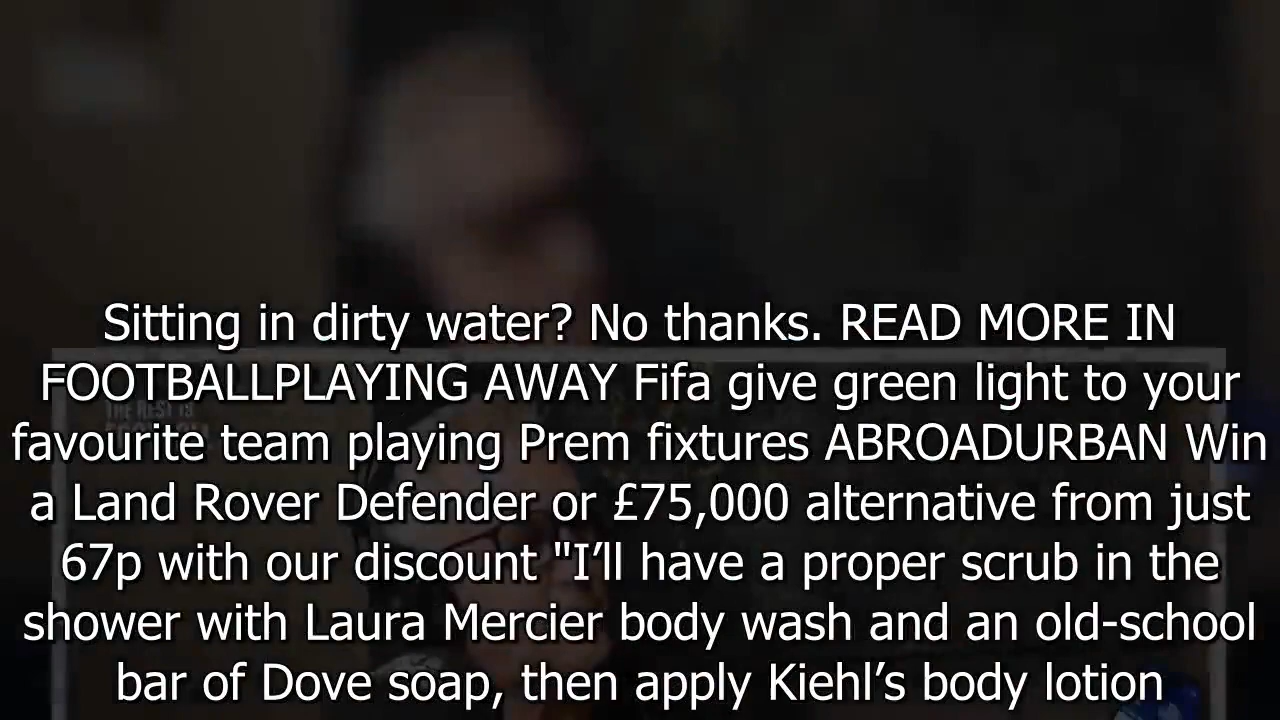 Sitting in dirty water? No thanks. READ MORE IN
FOOTBALLPLAYING AWAY Fifa give green light to your
favourite team playing Prem fixtures ABROADURBAN Win
a Land Rover Defender or £75,000 alternative from just
67p with our discount "I’ll have a proper scrub in the
shower with Laura Mercier body wash and an old-school
bar of Dove soap, then apply Kiehl’s body lotion
THE REST IS